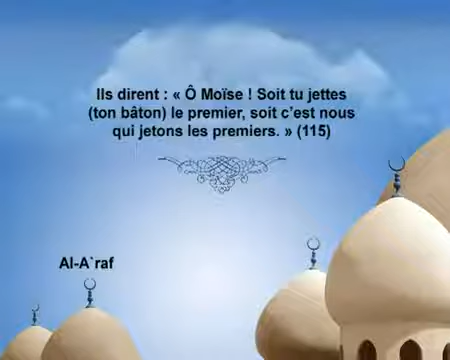 Ils dirent : « Ô Moïse ! Soit tu jettes
(ton bâton) le premier, soit c’est nous
qui jetons les premiers. » (115)
Al-A`raf